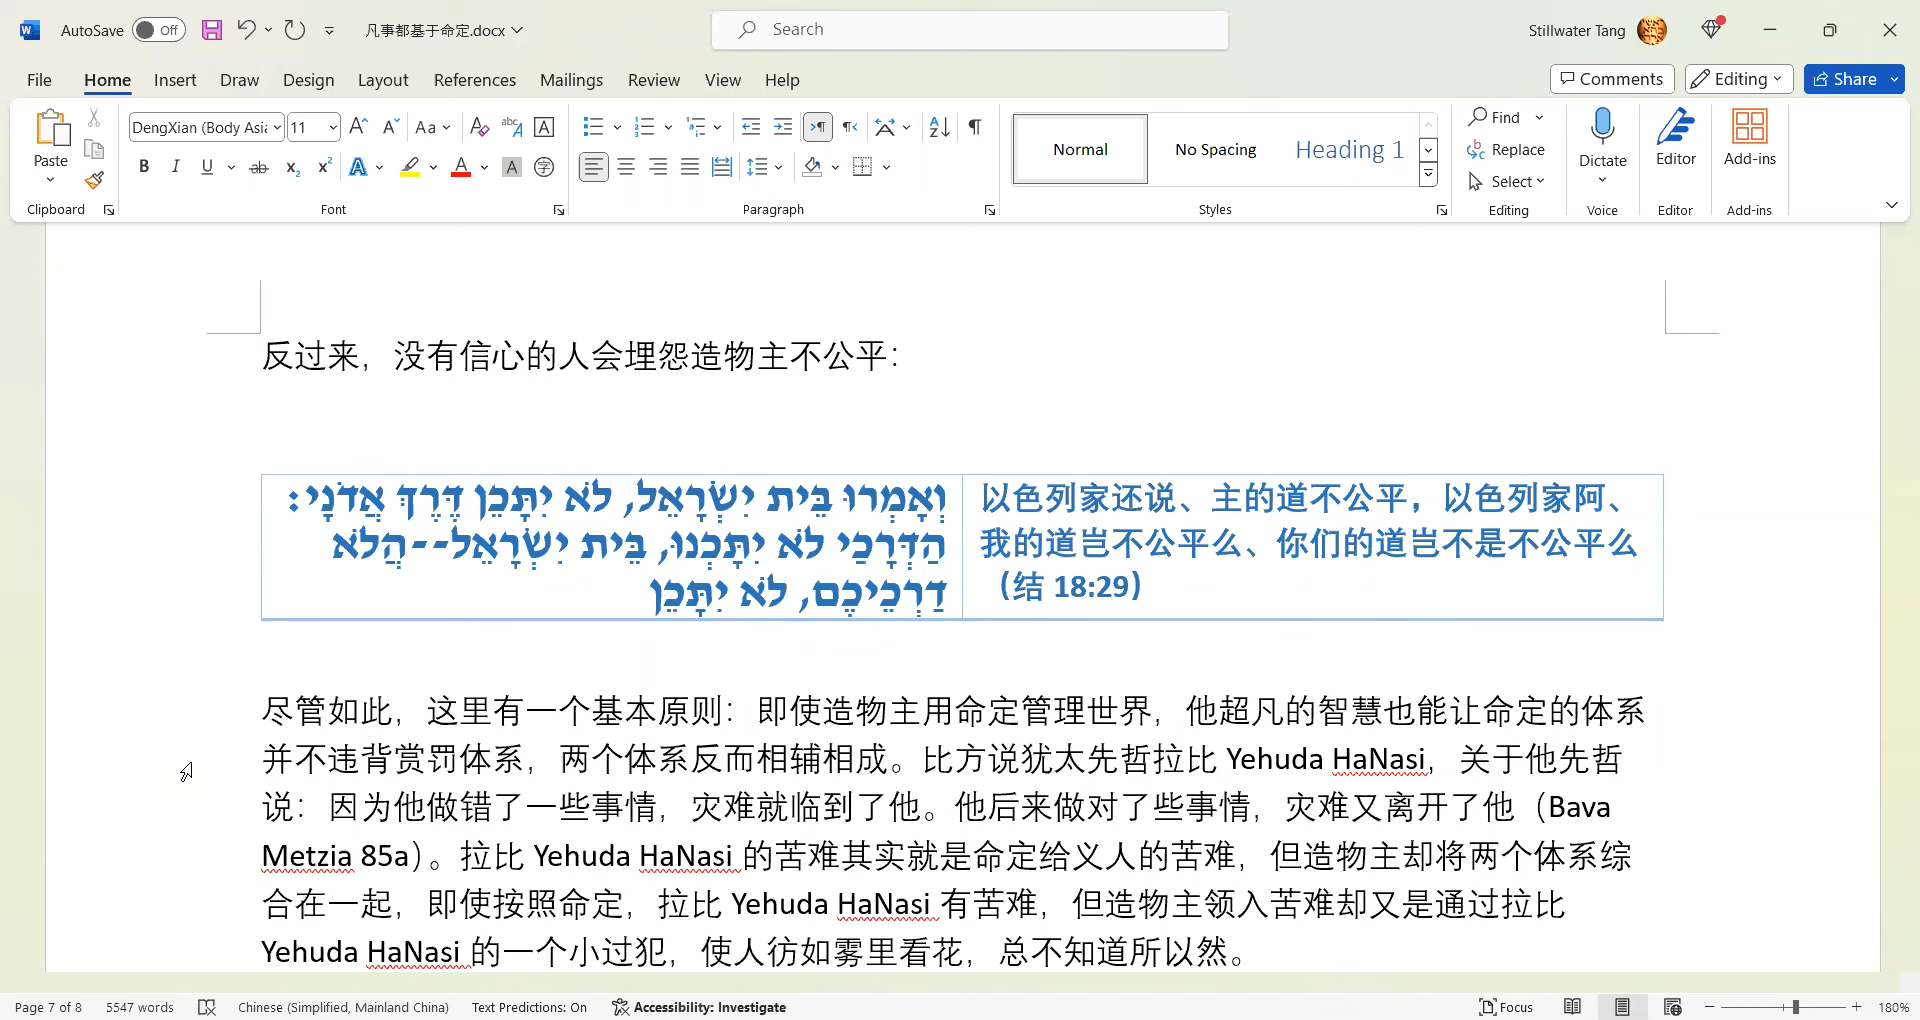 AutoSave Off 凡事都基于命定.docx Search Stillwater Tang
File Home Insert Draw Design Layout References Mailings Review View Help Comments Editing Share
Paste
DengXian (Body Asia 11
Normal
No Spacing
Heading 1
Find
Replace
Select
Dictate
Editor
Add-ins
Clipboard Font Paragraph Styles Editing Voice Editor Add-ins
反过来，没有信心的人会埋怨造物主不公平：
וְאָמְרוּ בֵּית יִשְׂרָאֵל, לֹא יִתָּכֵן דֶּרֶךְ אֲדֹנָי:
הַדְּרָכַי לֹא יִתָּכְנוּ, בֵּית יִשְׂרָאֵל--הֲלֹא
דַרְכֵיכֶם, לֹא יִתָּכֵן
以色列家还说、主的道不公平，以色列家阿、
我的道岂不公平么、你们的道岂不是不公平么
（结 18:29）
尽管如此，这里有一个基本原则：即使造物主用命定管理世界，他超凡的智慧也能让命定的体系
并不违背赏罚体系，两个体系反而相辅相成。比方说犹太先哲拉比 Yehuda HaNasi，关于他先哲
说：因为他做错了一些事情，灾难就临到了他。他后来做对了些事情，灾难又离开了他（Bava
Metzia 85a）。拉比 Yehuda HaNasi 的苦难其实就是命定给义人的苦难，但造物主却将两个体系综
合在一起，即使按照命定，拉比 Yehuda HaNasi 有苦难，但造物主领入苦难却又是通过拉比
Yehuda HaNasi 的一个小过犯，使人彷如雾里看花，总不知道所以然。
Page 7 of 8 5547 words Chinese (Simplified, Mainland China) Text Predictions: On Accessibility: Investigate Focus 180%